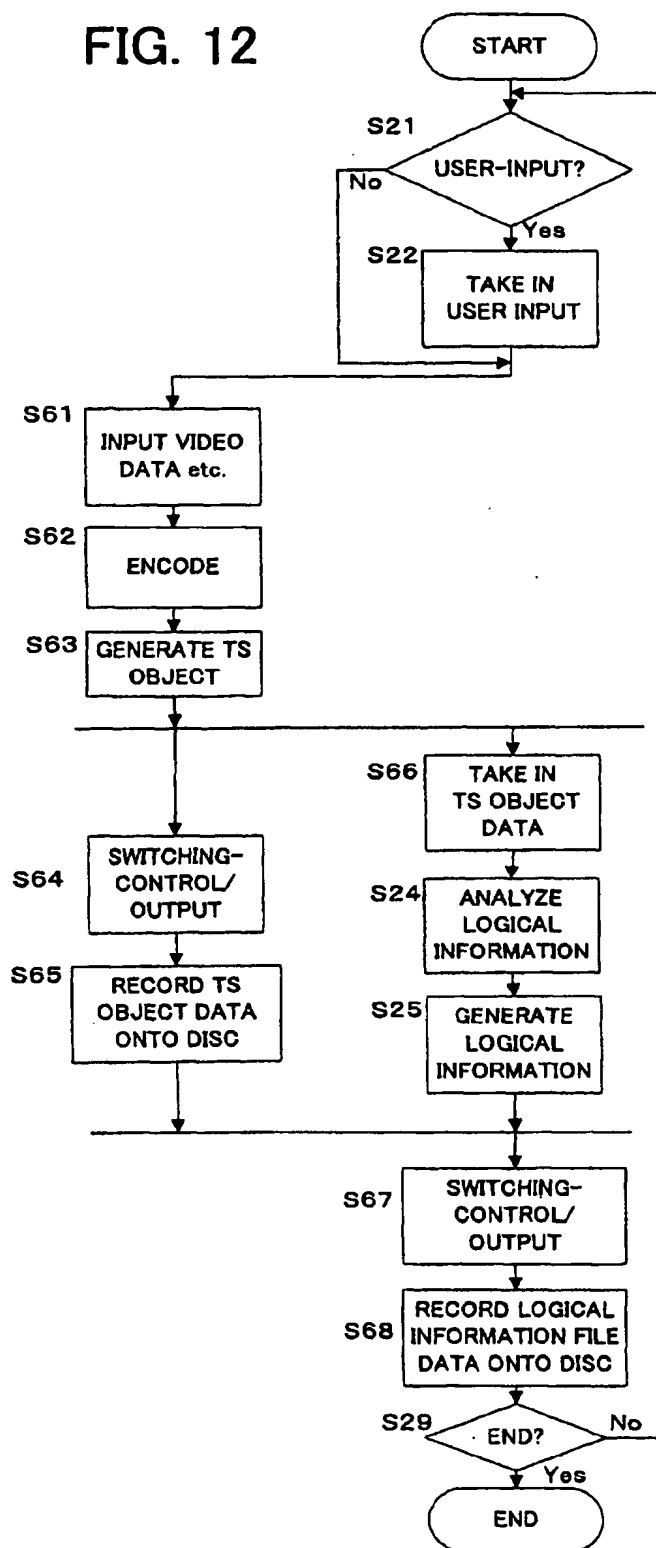 FIG. 12
START
S21
USER-INPUT?
No
Yes
S22
TAKE IN
USER INPUT
S61
INPUT VIDEO
DATA etc.
S62
ENCODE
S63
GENERATE TS
OBJECT
S66
TAKE IN
TS OBJECT
DATA
S64
SWITCHING-
CONTROL/
OUTPUT
S24
ANALYZE
LOGICAL
INFORMATION
S65
RECORD TS
OBJECT DATA
ONTO DISC
S25
GENERATE
LOGICAL
INFORMATION
S67
SWITCHING-
CONTROL/
OUTPUT
S68
RECORD LOGICAL
INFORMATION FILE
DATA ONTO DISC
S29
END?
No
Yes
END